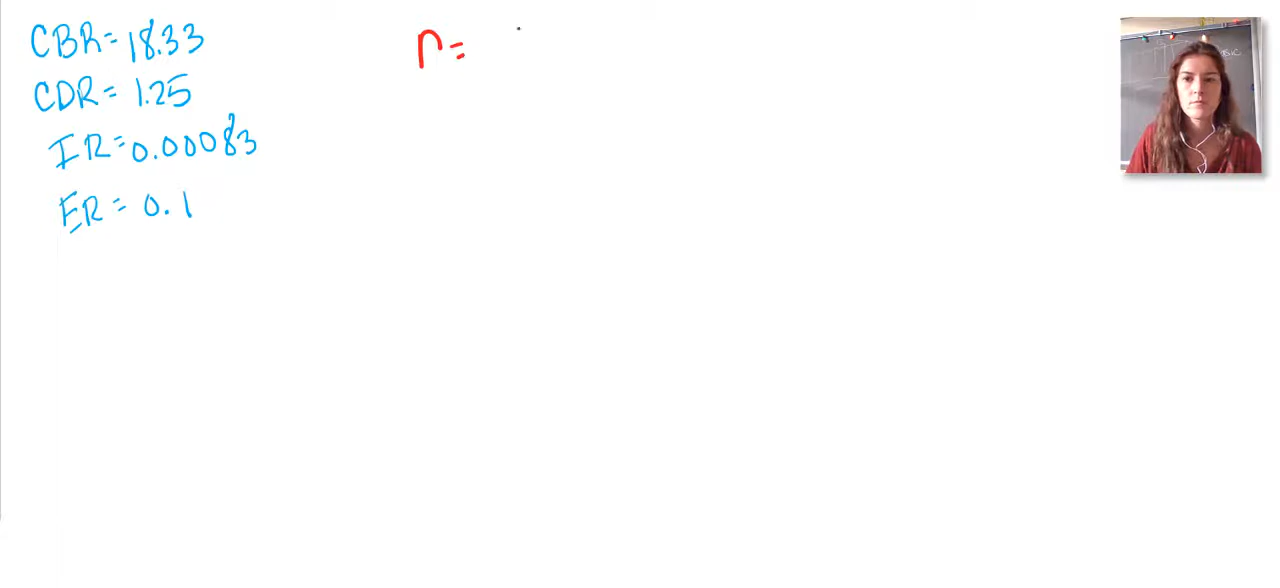 CBR= 18.33
CDR= 1.25
IR=0.00083
ER= 0.1
r=